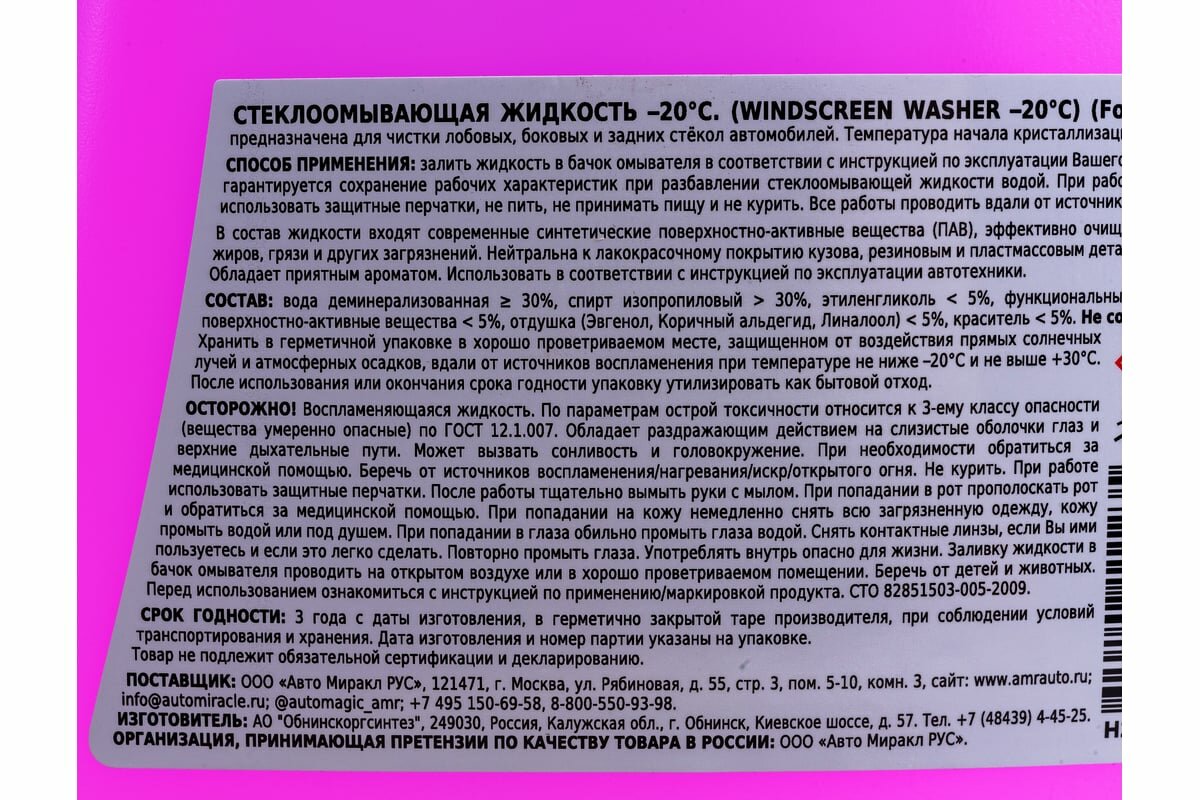 СТЕКЛООМЫВАЮЩАЯ ЖИДКОСТЬ –20°С. (WINDSCREEN WASHER –20°C) (Fo
предназначена для чистки лобовых, боковых и задних стёкол автомобилей. Температура начала кристаллизац
СПОСОБ ПРИМЕНЕНИЯ: залить жидкость в бачок омывателя в соответствии с инструкцией по эксплуатации Вашего
гарантируется сохранение рабочих характеристик при разбавлении стеклоомывающей жидкости водой. При рабо
использовать защитные перчатки, не пить, не принимать пищу и не курить. Все работы проводить вдали от источник
В состав жидкости входят современные синтетические поверхностно-активные вещества (ПАВ), эффективно очищ
жиров, грязи и других загрязнений. Нейтральна к лакокрасочному покрытию кузова, резиновым и пластмассовым дета
Обладает приятным ароматом. Использовать в соответствии с инструкцией по эксплуатации автотехники.
СОСТАВ: вода деминерализованная ≥ 30%, спирт изопропиловый > 30%, этиленгликоль < 5%, функциональны
поверхностно-активные вещества < 5%, отдушка (Эвгенол, Коричный альдегид, Линалоол) < 5%, краситель < 5%. Не со
Хранить в герметичной упаковке в хорошо проветриваемом месте, защищенном от воздействия прямых солнечных
лучей и атмосферных осадков, вдали от источников воспламенения при температуре не ниже –20°С и не выше +30°С.
После использования или окончания срока годности упаковку утилизировать как бытовой отход.
ОСТОРОЖНО! Воспламеняющаяся жидкость. По параметрам острой токсичности относится к 3-ему классу опасности
(вещества умеренно опасные) по ГОСТ 12.1.007. Обладает раздражающим действием на слизистые оболочки глаз и
верхние дыхательные пути. Может вызвать сонливость и головокружение. При необходимости обратиться за
медицинской помощью. Беречь от источников воспламенения/нагревания/искр/открытого огня. Не курить. При работе
использовать защитные перчатки. После работы тщательно вымыть руки с мылом. При попадании в рот прополоскать рот
и обратиться за медицинской помощью. При попадании на кожу немедленно снять всю загрязненную одежду, кожу
промыть водой или под душем. При попадании в глаза обильно промыть глаза водой. Снять контактные линзы, если Вы ими
пользуетесь и если это легко сделать. Повторно промыть глаза. Употреблять внутрь опасно для жизни. Заливку жидкости в
бачок омывателя проводить на открытом воздухе или в хорошо проветриваемом помещении. Беречь от детей и животных.
Перед использованием ознакомиться с инструкцией по применению/маркировкой продукта. СТО 82851503-005-2009.
СРОК ГОДНОСТИ: 3 года с даты изготовления, в герметично закрытой таре производителя, при соблюдении условий
транспортирования и хранения. Дата изготовления и номер партии указаны на упаковке.
Товар не подлежит обязательной сертификации и декларированию.
ПОСТАВЩИК: ООО «Авто Миракл РУС», 121471, г. Москва, ул. Рябиновая, д. 55, стр. 3, пом. 5-10, комн. 3, сайт: www.amrauto.ru;
info@automiracle.ru; @automagic_amr; +7 495 150-69-58, 8-800-550-93-98.
ИЗГОТОВИТЕЛЬ: АО "Обнинскоргсинтез", 249030, Россия, Калужская обл., г. Обнинск, Киевское шоссе, д. 57. Тел. +7 (48439) 4-45-25.
ОРГАНИЗАЦИЯ, ПРИНИМАЮЩАЯ ПРЕТЕНЗИИ ПО КАЧЕСТВУ ТОВАРА В РОССИИ: ООО «Авто Миракл РУС».